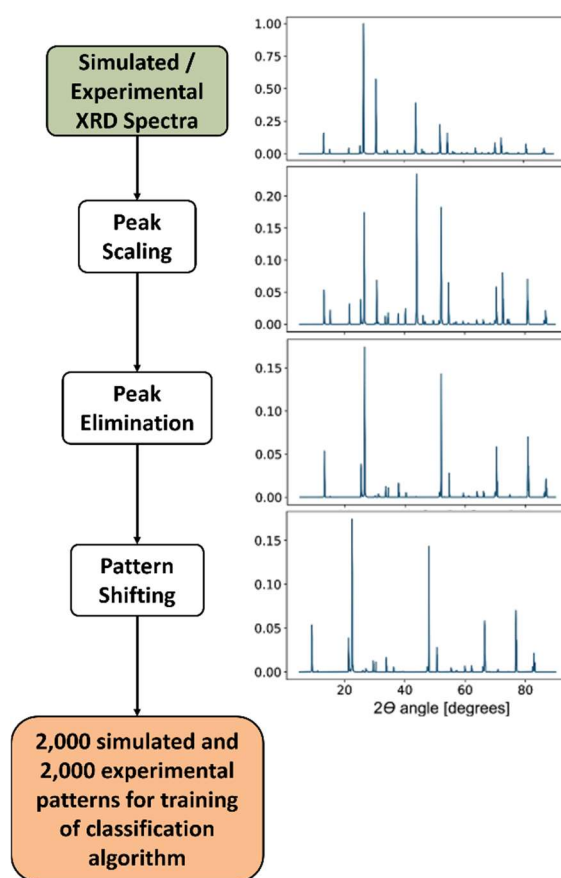 Simulated /
Experimental
XRD Spectra
Peak
Scaling
Peak
Elimination
Pattern
Shifting
2,000 simulated and
2,000 experimental
patterns for training
of classification
algorithm
1.00
0.75
0.50
0.25
0.00
0.20
0.15
0.10
0.05
0.00
0.15
0.10
0.05
0.00
0.15
0.10
0.05
0.00
20 40 60 80
2Θ angle [degrees]